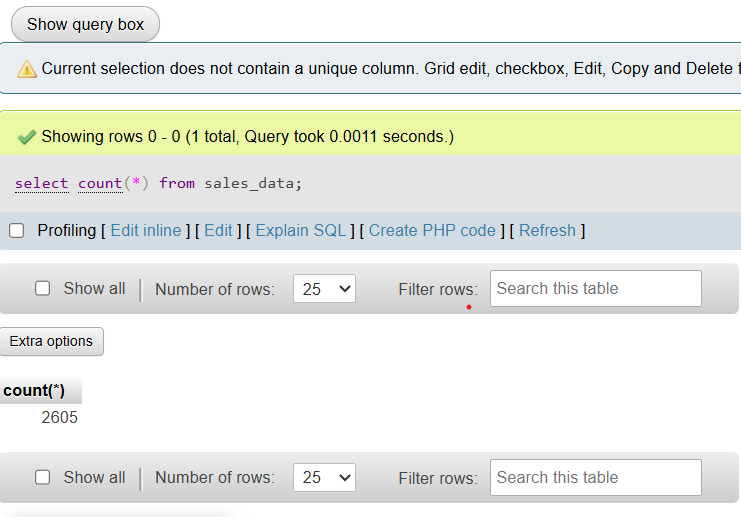 Show query box
Current selection does not contain a unique column. Grid edit, checkbox, Edit, Copy and Delete f
Showing rows 0 - 0 (1 total, Query took 0.0011 seconds.)
select count(*) from sales_data;
Profiling [ Edit inline ] [ Edit ] [ Explain SQL ] [ Create PHP code ] [ Refresh ]
Show all Number of rows: 25 Filter rows: Search this table
Extra options
count(*)
2605
Show all Number of rows: 25 Filter rows: Search this table